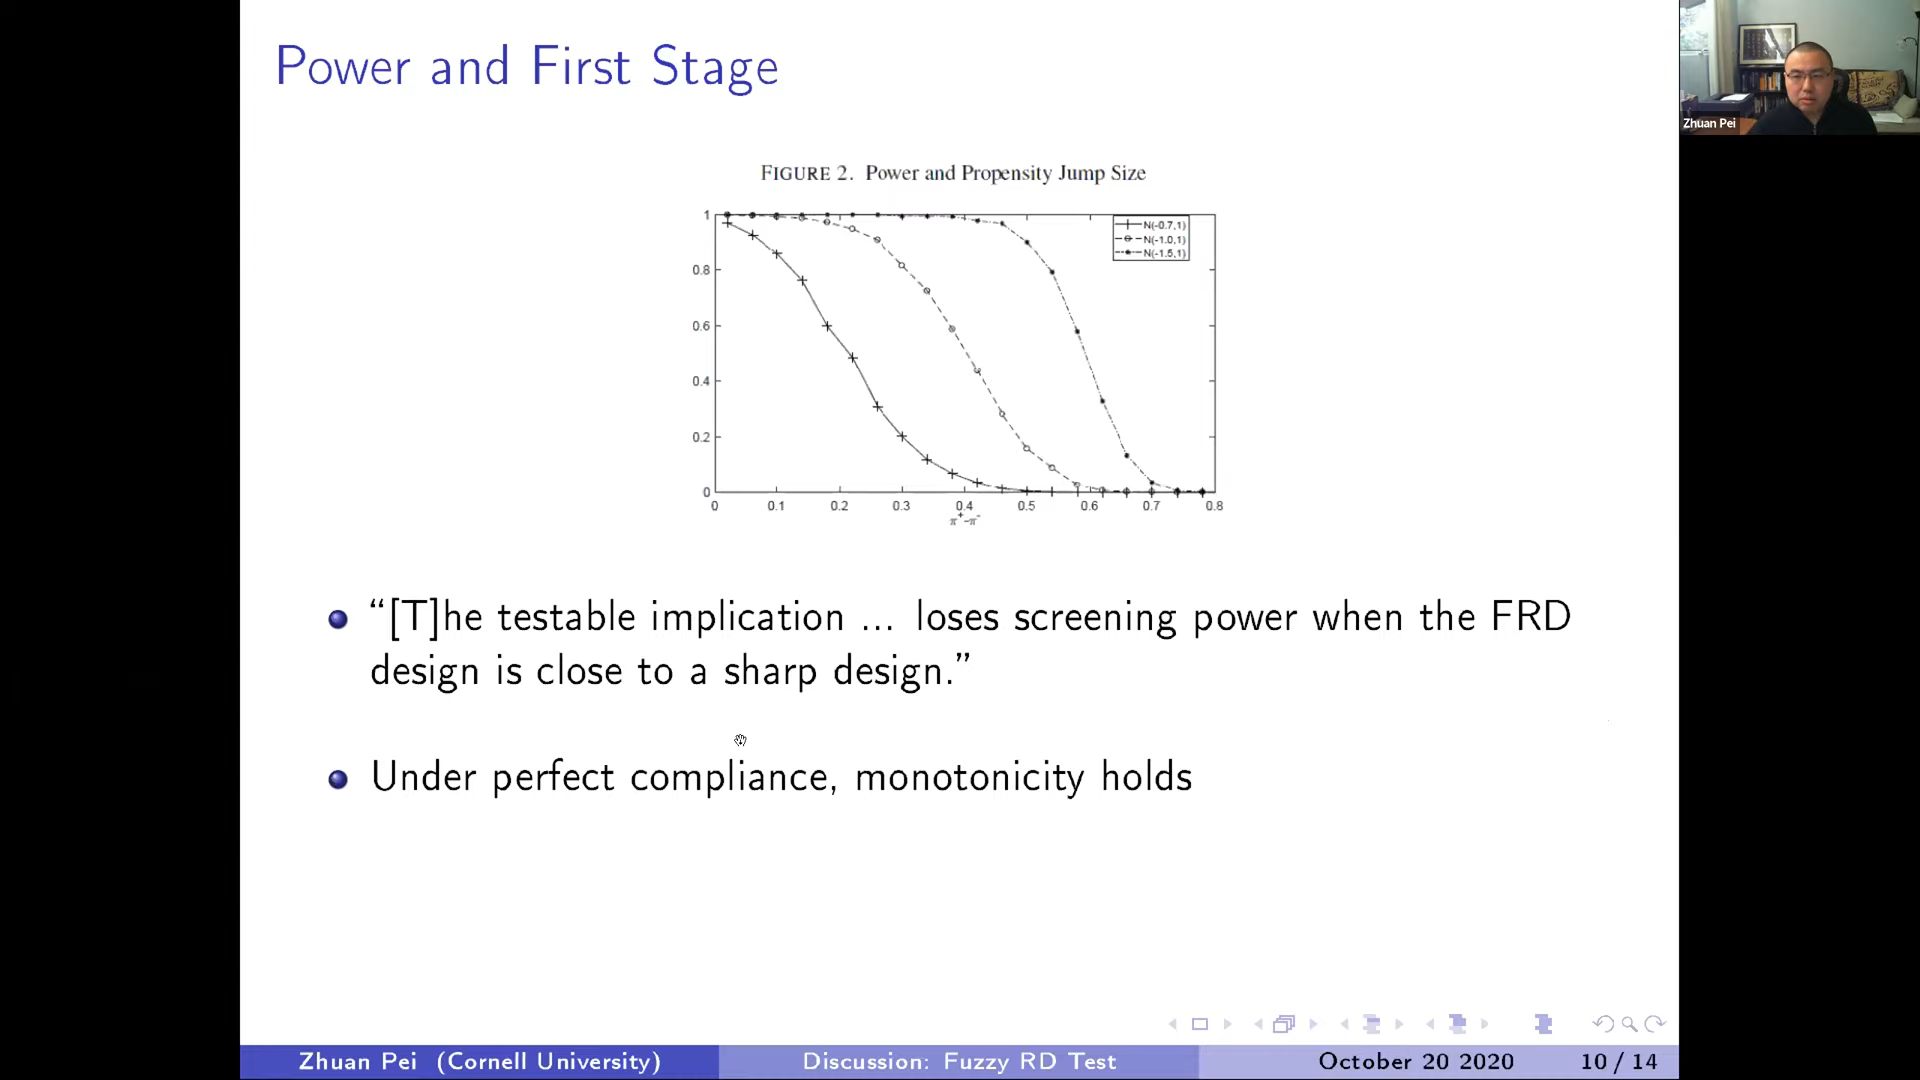 Power and First Stage
Zhuan Pei
FIGURE 2. Power and Propensity Jump Size
1
0.8
0.6
0.4
0.2
0
0 0.1 0.2 0.3 0.4 0.5 0.6 0.7 0.8
π⁺-π⁻
N(-0.7,1)
N(-1.0,1)
N(-1.5,1)
“[T]he testable implication ... loses screening power when the FRD
design is close to a sharp design.”
Under perfect compliance, monotonicity holds
Zhuan Pei (Cornell University) Discussion: Fuzzy RD Test October 20 2020 10 / 14